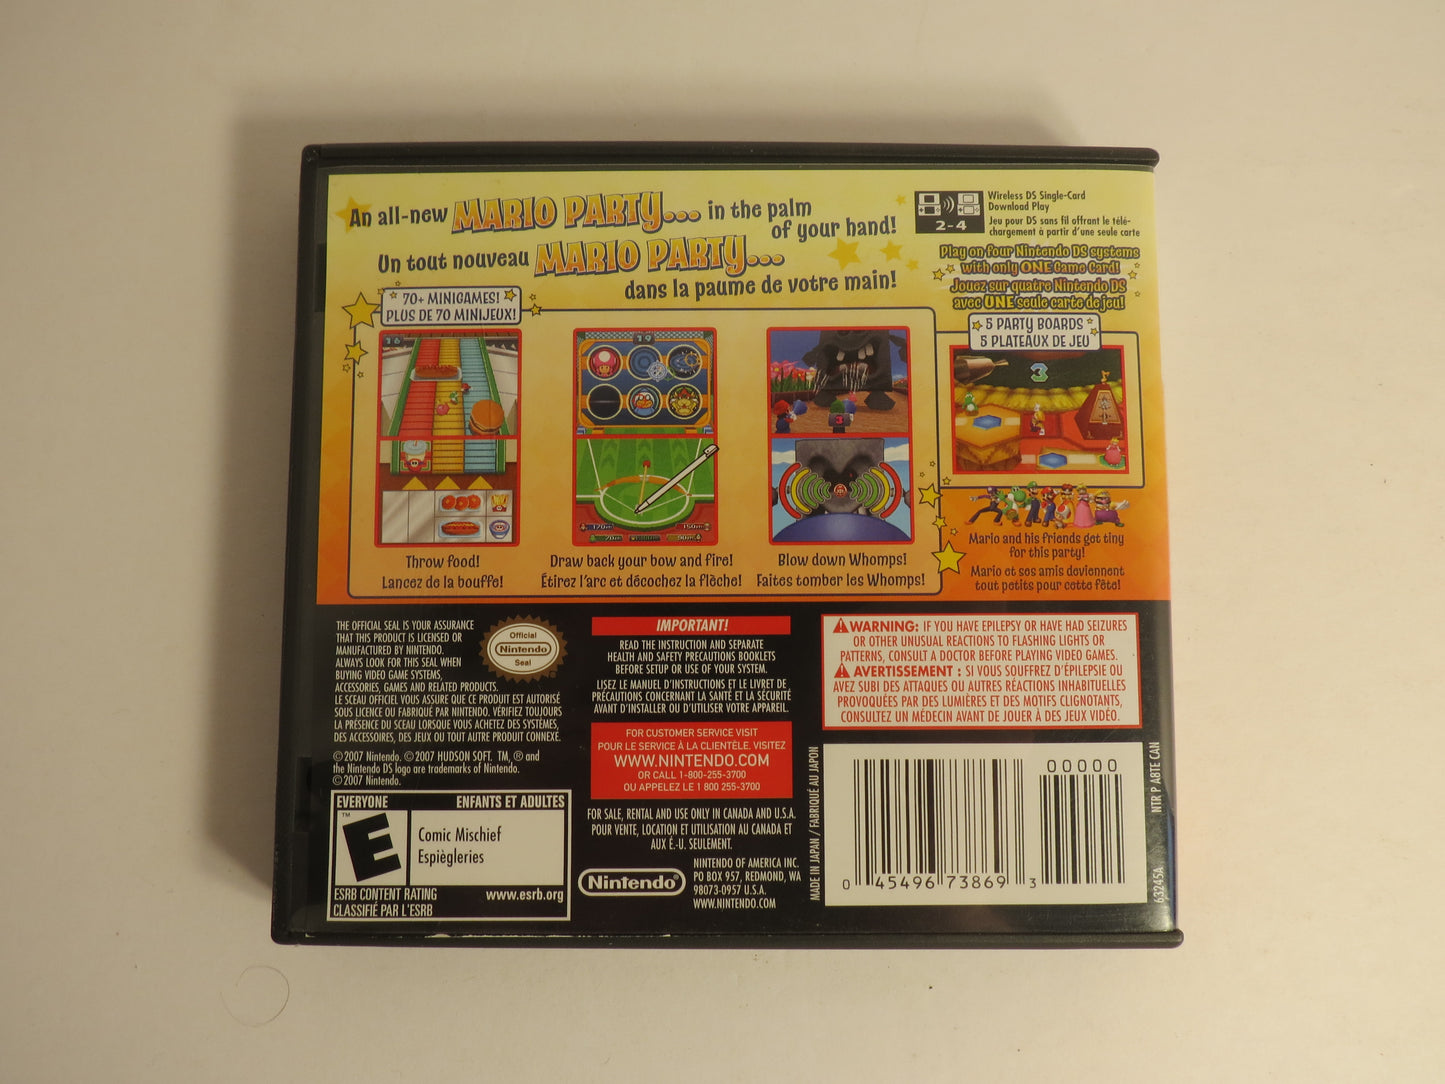 An all-new MARIO PARTY... in the palm
of your hand!
Un tout nouveau MARIO PARTY...
dans la paume de votre main!
2-4
Wireless DS Single-Card
Download Play
Jeu pour DS sans fil offrant le télé-
chargement à partir d'une seule carte
Play on four Nintendo DS systems
with only ONE Game Card!
Jouez sur quatre Nintendo DS
avec UNE seule carte de jeu!
70+ MINIGAMES!
PLUS DE 70 MINIJEUX!
5 PARTY BOARDS
5 PLATEAUX DE JEU
16
19
3
3
Throw food!
Lancez de la bouffe!
Draw back your bow and fire!
Étirez l'arc et décochez la flèche!
Blow down Whomps!
Faites tomber les Whomps!
Mario and his friends get tiny
for this party!
Mario et ses amis deviennent
tout petits pour cette fête!
THE OFFICIAL SEAL IS YOUR ASSURANCE
THAT THIS PRODUCT IS LICENSED OR
MANUFACTURED BY NINTENDO.
ALWAYS LOOK FOR THIS SEAL WHEN
BUYING VIDEO GAME SYSTEMS,
ACCESSORIES, GAMES AND RELATED PRODUCTS.
LE SCEAU OFFICIEL VOUS ASSURE QUE CE PRODUIT EST AUTORISÉ
SOUS LICENCE OU FABRIQUÉ PAR NINTENDO. VÉRIFIEZ TOUJOURS
LA PRÉSENCE DU SCEAU LORSQUE VOUS ACHETEZ DES SYSTÈMES,
DES ACCESSOIRES, DES JEUX OU TOUT AUTRE PRODUIT CONNEXE.
Official
Nintendo
Seal
© 2007 Nintendo. © 2007 HUDSON SOFT. TM, ® and
the Nintendo DS logo are trademarks of Nintendo.
© 2007 Nintendo.
EVERYONE ENFANTS ET ADULTES
E
TM
Comic Mischief
Espiègleries
ESRB CONTENT RATING www.esrb.org
CLASSIFIÉ PAR L'ESRB
IMPORTANT!
READ THE INSTRUCTION AND SEPARATE
HEALTH AND SAFETY PRECAUTIONS BOOKLETS
BEFORE SETUP OR USE OF YOUR SYSTEM.
LISEZ LE MANUEL D'INSTRUCTIONS ET LE LIVRET DE
PRÉCAUTIONS CONCERNANT LA SANTÉ ET LA SÉCURITÉ
AVANT D'INSTALLER OU D'UTILISER VOTRE APPAREIL.
FOR CUSTOMER SERVICE VISIT
POUR LE SERVICE À LA CLIENTÈLE. VISITEZ
WWW.NINTENDO.COM
OR CALL 1-800-255-3700
OU APPELEZ LE 1 800 255-3700
FOR SALE, RENTAL AND USE ONLY IN CANADA AND U.S.A.
POUR VENTE, LOCATION ET UTILISATION AU CANADA ET
AUX É.-U. SEULEMENT.
Nintendo
NINTENDO OF AMERICA INC.
PO BOX 957, REDMOND, WA
98073-0957 U.S.A.
WWW.NINTENDO.COM
WARNING: IF YOU HAVE EPILEPSY OR HAVE HAD SEIZURES
OR OTHER UNUSUAL REACTIONS TO FLASHING LIGHTS OR
PATTERNS, CONSULT A DOCTOR BEFORE PLAYING VIDEO GAMES.
AVERTISSEMENT : SI VOUS SOUFFREZ D'ÉPILEPSIE OU
AVEZ SUBI DES ATTAQUES OU AUTRES RÉACTIONS INHABITUELLES
PROVOQUÉES PAR DES LUMIÈRES ET DES MOTIFS CLIGNOTANTS,
CONSULTEZ UN MÉDECIN AVANT DE JOUER À DES JEUX VIDÉO.
MADE IN JAPAN / FABRIQUÉ AU JAPON
00000
0 45496 73869 3
63245A NTR P A8TE CAN